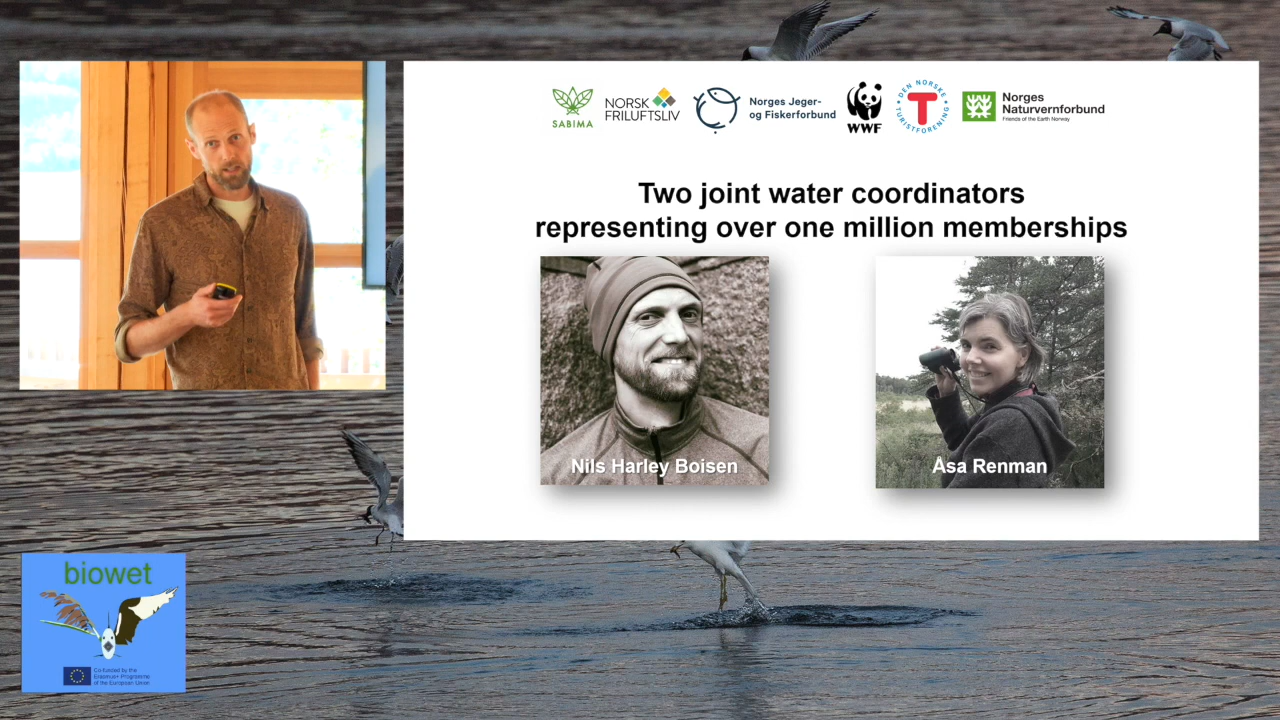 SABIMA
NORSK
FRILUFTSLIV
Norges Jeger-
og Fiskerforbund
WWF
DEN NORSKE
TURISTFORENING
T
Norges
Naturvernforbund
Friends of the Earth Norway
Two joint water coordinators
representing over one million memberships
Nils Harley Boisen
Åsa Renman
biowet
Co-funded by the
Erasmus+ Programme
of the European Union